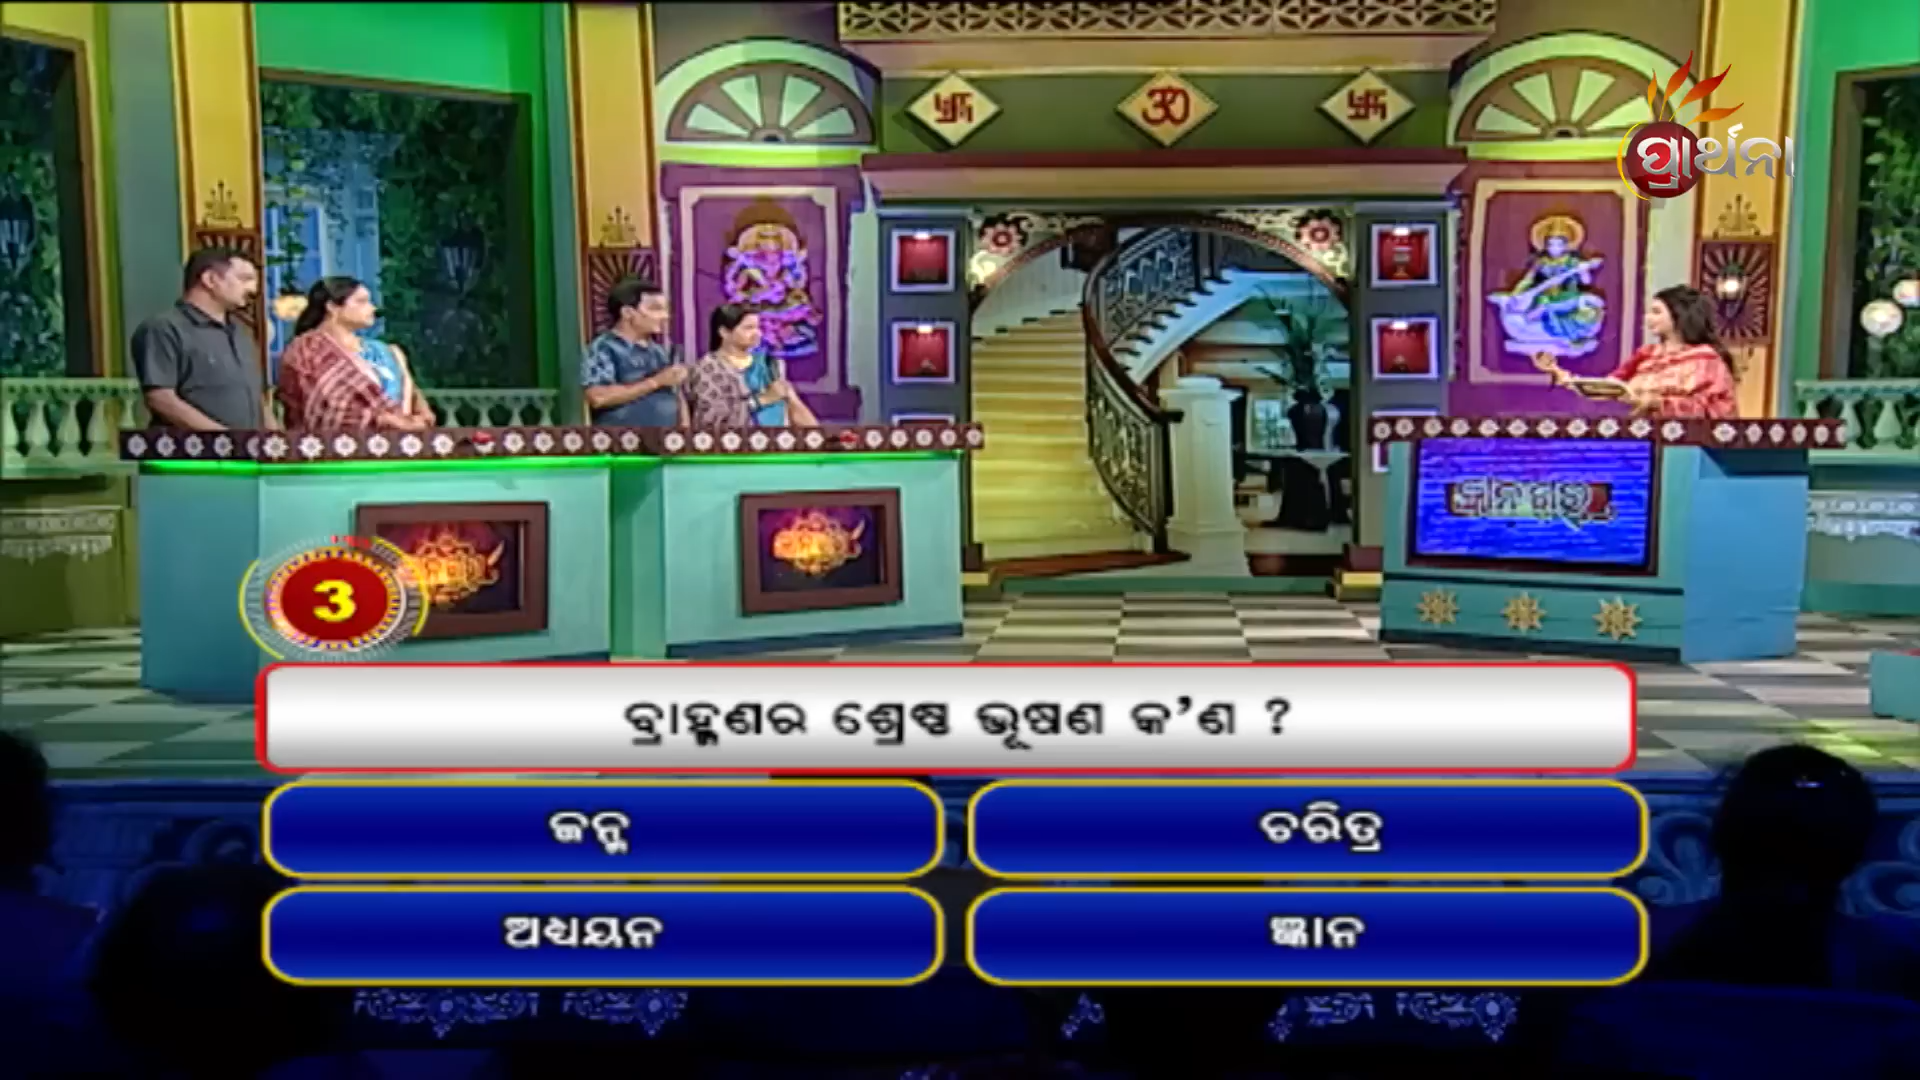 ॐ
ପ୍ରାର୍ଥନା
3
ବ୍ରାହ୍ମଣର ଶ୍ରେଷ୍ଠ ଭୂଷଣ କ'ଣ ?
ଜନ୍ମ
ଚରିତ୍ର
ଅଧ୍ୟୟନ
ଜ୍ଞାନ